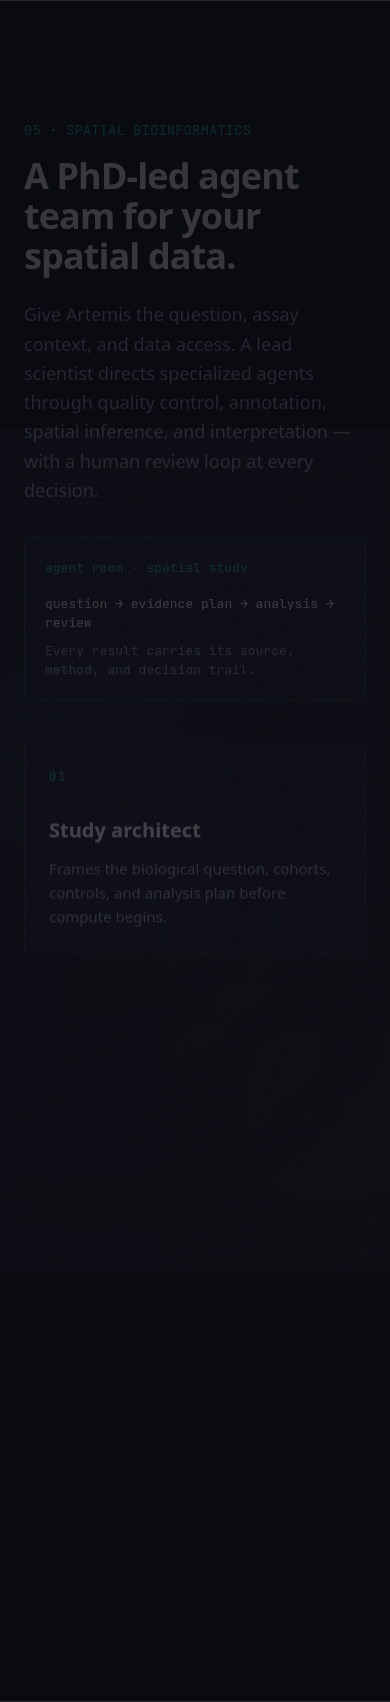 05 · SPATIAL BIOINFORMATICS
A PhD-led agent
team for your
spatial data.
Give Artemis the question, assay
context, and data access. A lead
scientist directs specialized agents
through quality control, annotation,
spatial inference, and interpretation —
with a human review loop at every
decision.
agent room · spatial study
question → evidence plan → analysis →
review
Every result carries its source,
method, and decision trail.
01
Study architect
Frames the biological question, cohorts,
controls, and analysis plan before
compute begins.